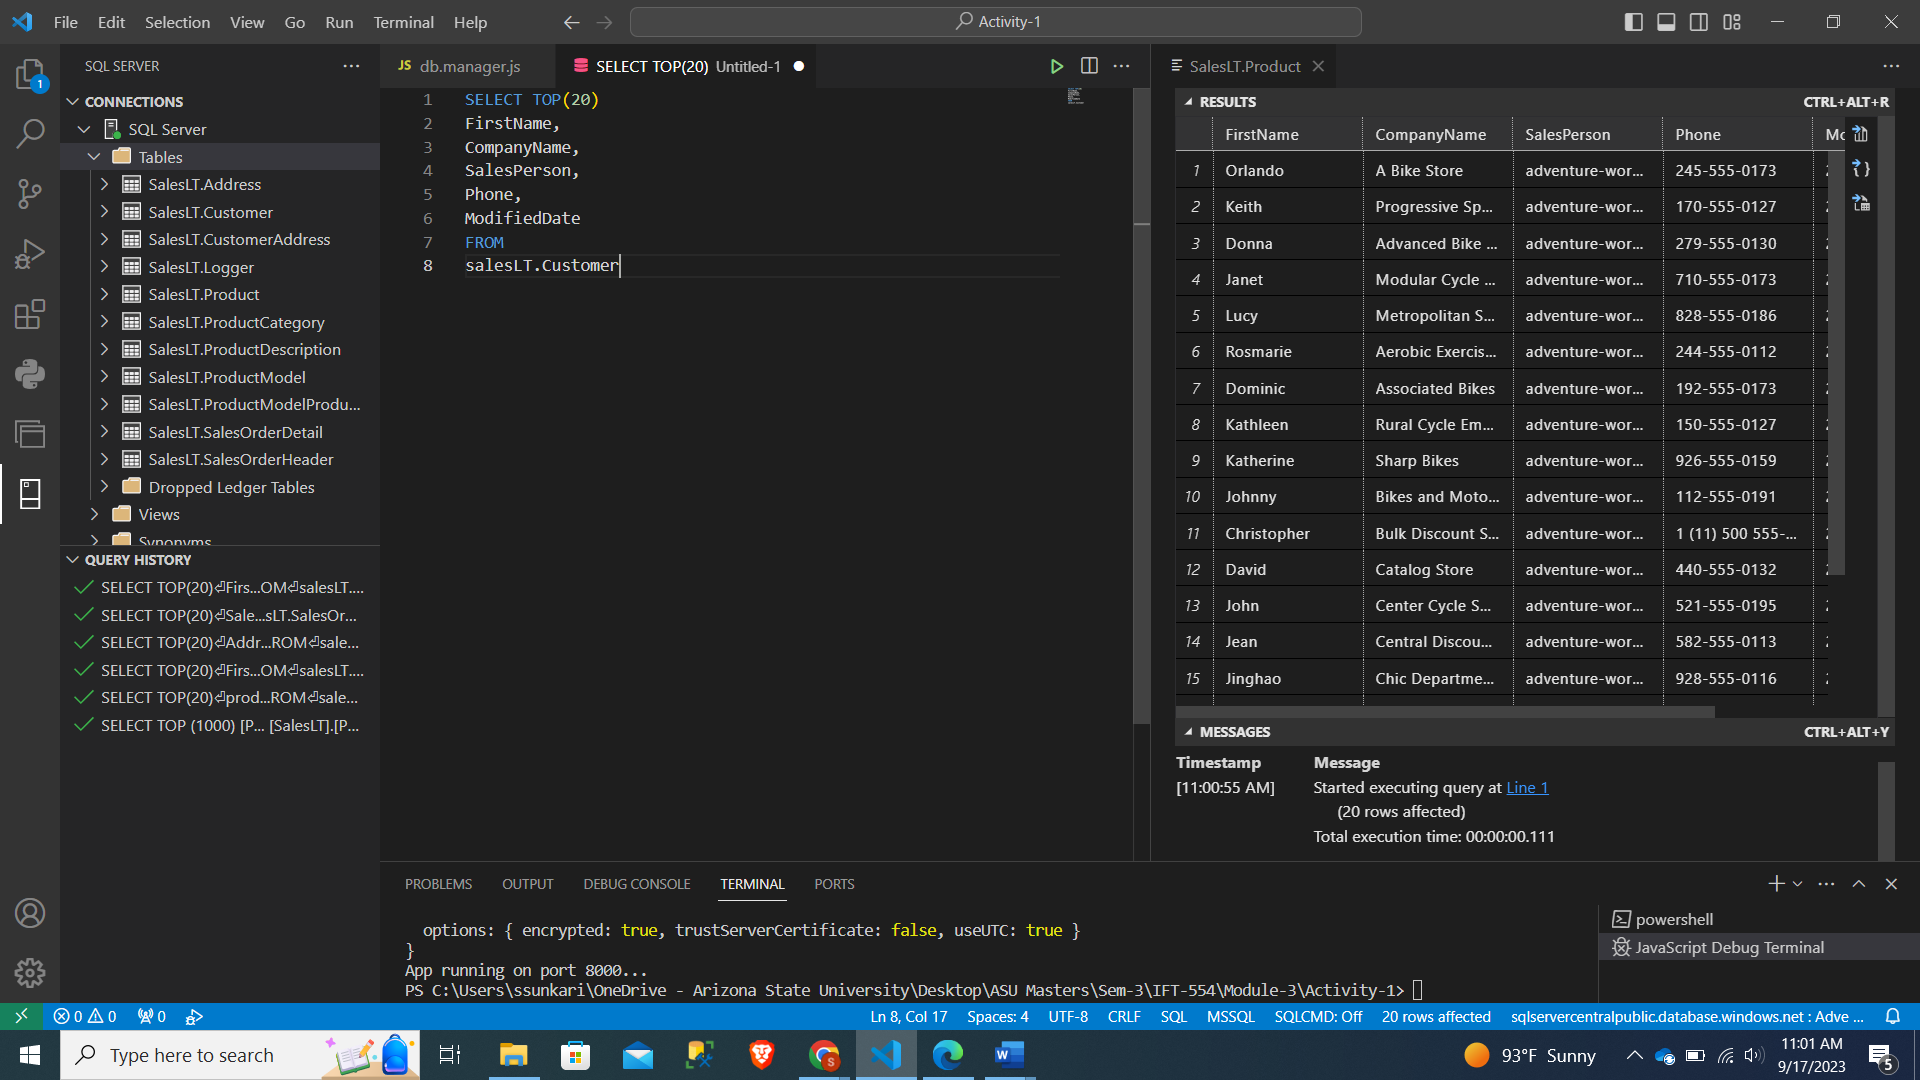 File Edit Selection View Go Run Terminal Help
Activity-1
1
SQL SERVER
CONNECTIONS
SQL Server
Tables
SalesLT.Address
SalesLT.Customer
SalesLT.CustomerAddress
SalesLT.Logger
SalesLT.Product
SalesLT.ProductCategory
SalesLT.ProductDescription
SalesLT.ProductModel
SalesLT.ProductModelProdu...
SalesLT.SalesOrderDetail
SalesLT.SalesOrderHeader
Dropped Ledger Tables
Views
Synonyms
QUERY HISTORY
SELECT TOP(20)⏎Firs...OM⏎salesLT....
SELECT TOP(20)⏎Sale...sLT.SalesOr...
SELECT TOP(20)⏎Addr...ROM⏎sale...
SELECT TOP(20)⏎Firs...OM⏎salesLT....
SELECT TOP(20)⏎prod...ROM⏎sale...
SELECT TOP (1000) [P... [SalesLT].[P...
JS db.manager.js
SELECT TOP(20) Untitled-1
1 SELECT TOP(20)
2 FirstName,
3 CompanyName,
4 SalesPerson,
5 Phone,
6 ModifiedDate
7 FROM
8 salesLT.Customer
SalesLT.Product
RESULTS CTRL+ALT+R
FirstName CompanyName SalesPerson Phone Mo
1 Orlando A Bike Store adventure-wor... 245-555-0173
2 Keith Progressive Sp... adventure-wor... 170-555-0127
3 Donna Advanced Bike ... adventure-wor... 279-555-0130
4 Janet Modular Cycle ... adventure-wor... 710-555-0173
5 Lucy Metropolitan S... adventure-wor... 828-555-0186
6 Rosmarie Aerobic Exercis... adventure-wor... 244-555-0112
7 Dominic Associated Bikes adventure-wor... 192-555-0173
8 Kathleen Rural Cycle Em... adventure-wor... 150-555-0127
9 Katherine Sharp Bikes adventure-wor... 926-555-0159
10 Johnny Bikes and Moto... adventure-wor... 112-555-0191
11 Christopher Bulk Discount S... adventure-wor... 1 (11) 500 555-...
12 David Catalog Store adventure-wor... 440-555-0132
13 John Center Cycle S... adventure-wor... 521-555-0195
14 Jean Central Discou... adventure-wor... 582-555-0113
15 Jinghao Chic Departme... adventure-wor... 928-555-0116
MESSAGES CTRL+ALT+Y
Timestamp Message
[11:00:55 AM] Started executing query at Line 1
(20 rows affected)
Total execution time: 00:00:00.111
PROBLEMS OUTPUT DEBUG CONSOLE TERMINAL PORTS
options: { encrypted: true, trustServerCertificate: false, useUTC: true }
}
App running on port 8000...
PS C:\Users\ssunkari\OneDrive - Arizona State University\Desktop\ASU Masters\Sem-3\IFT-554\Module-3\Activity-1>
powershell
JavaScript Debug Terminal
0 0 0 Ln 8, Col 17 Spaces: 4 UTF-8 CRLF SQL MSSQL SQLCMD: Off 20 rows affected sqlservercentralpublic.database.windows.net : Adve ...
Type here to search
S
W
93°F Sunny
11:01 AM
9/17/2023
5